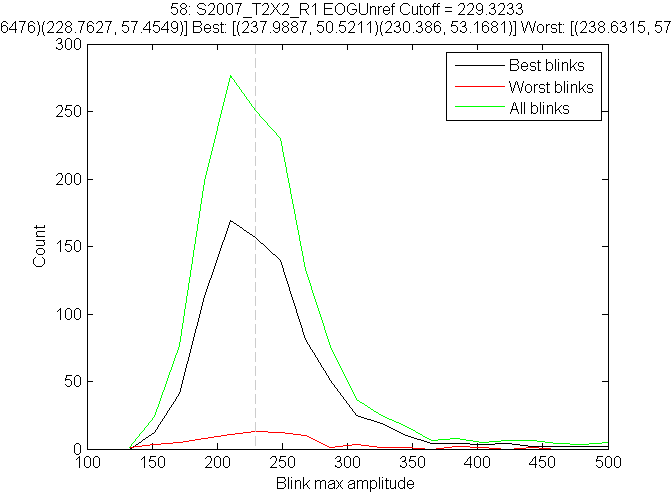 58: S2007_T2X2_R1 EOGUnref Cutoff = 229.3233
6476)(228.7627, 57.4549)] Best: [(237.9887, 50.5211)(230.386, 53.1681)] Worst: [(238.6315, 57
300
250
200
150
100
50
0
Count
Best blinks
Worst blinks
All blinks
100 150 200 250 300 350 400 450 500
Blink max amplitude